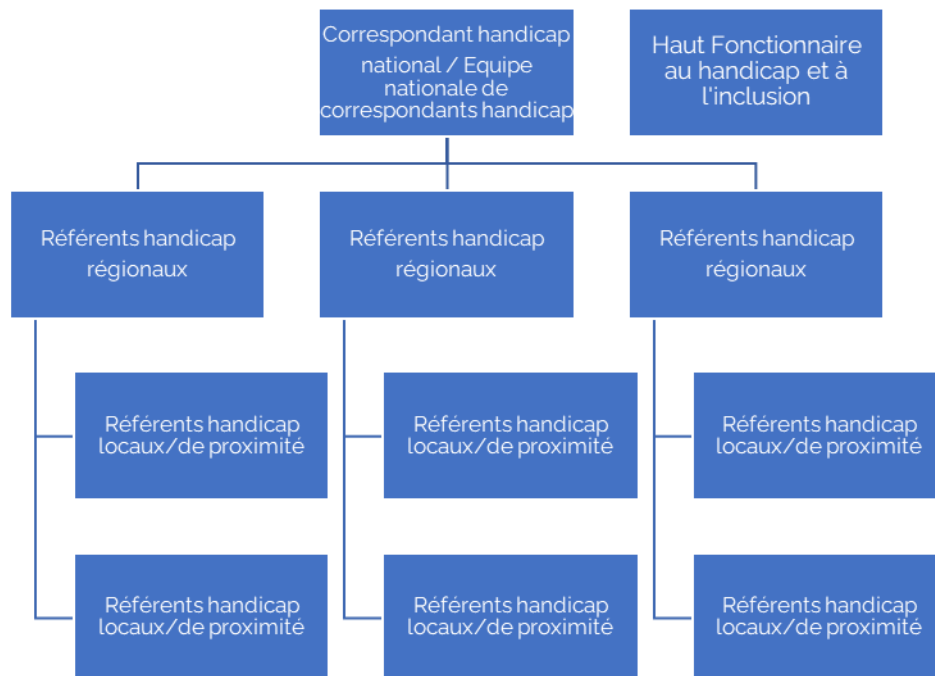 Correspondant handicap
national / Equipe
nationale de
correspondants handicap
Haut Fonctionnaire
au handicap et à
l'inclusion
Référents handicap
régionaux
Référents handicap
régionaux
Référents handicap
régionaux
Référents handicap
locaux/de proximité
Référents handicap
locaux/de proximité
Référents handicap
locaux/de proximité
Référents handicap
locaux/de proximité
Référents handicap
locaux/de proximité
Référents handicap
locaux/de proximité